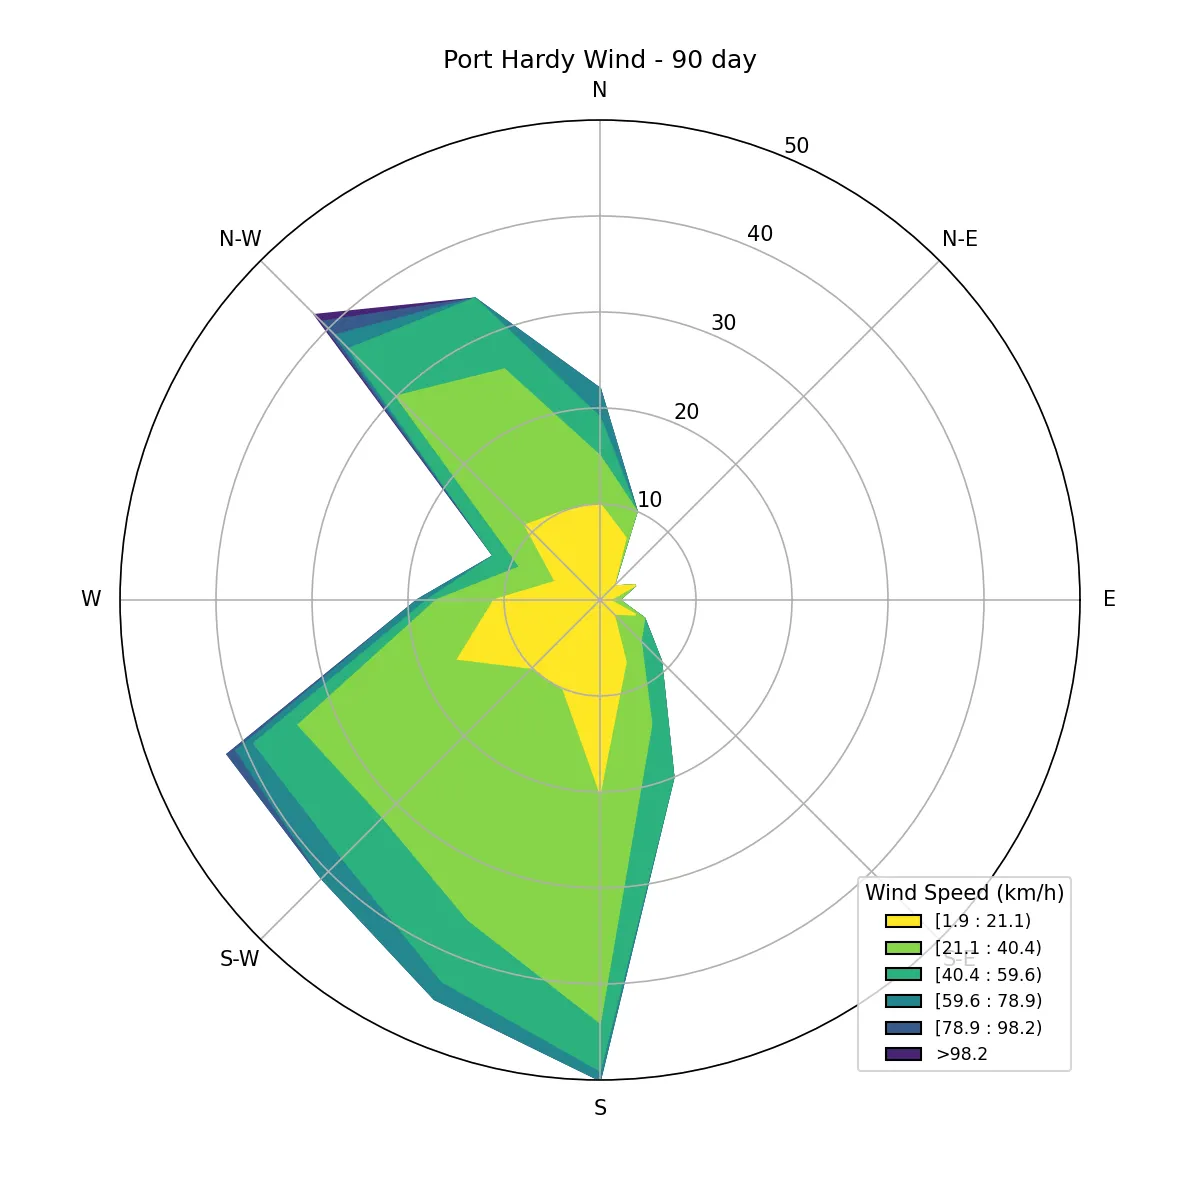 Port Hardy Wind - 90 day
N
50
N-W
40
N-E
30
20
10
W
E
Wind Speed (km/h)
[1.9 : 21.1)
[21.1 : 40.4)
S-W
S-E
[40.4 : 59.6)
[59.6 : 78.9)
[78.9 : 98.2)
>98.2
S